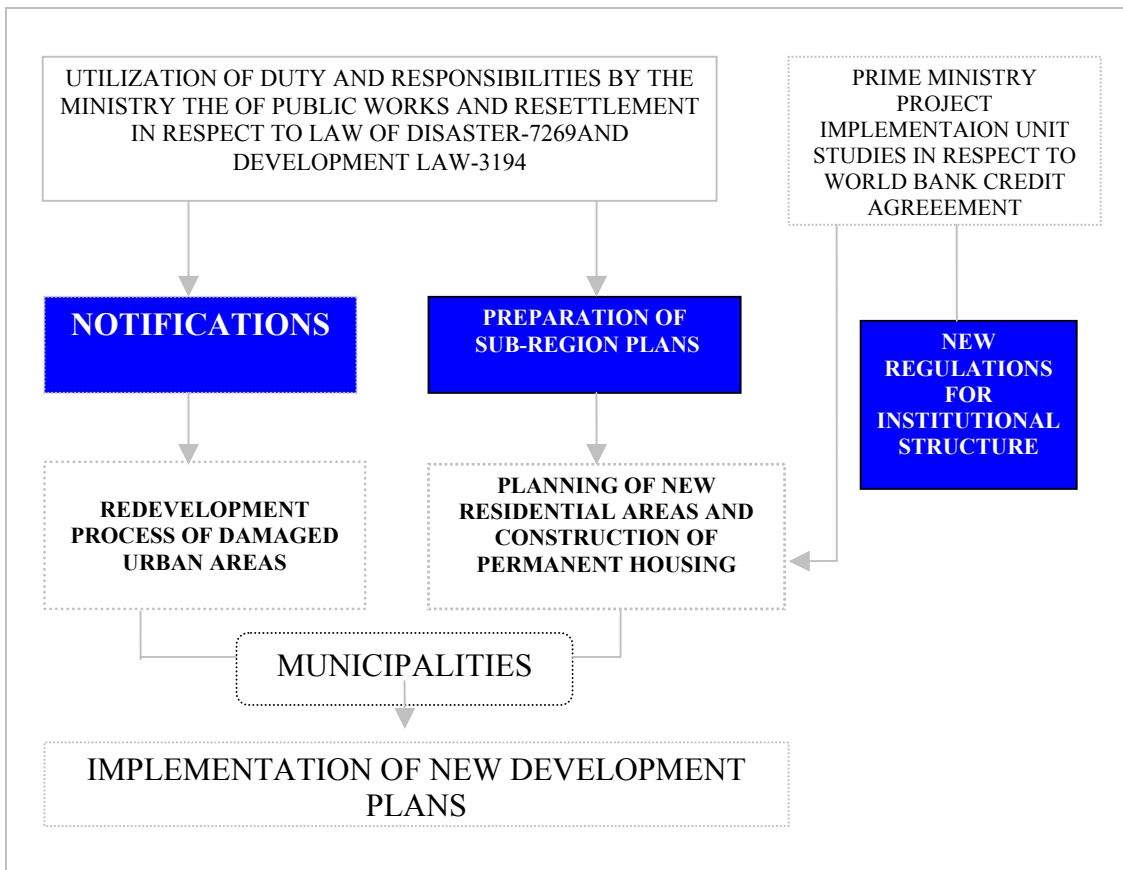 UTILIZATION OF DUTY AND RESPONSIBILITIES BY THE
MINISTRY THE OF PUBLIC WORKS AND RESETTLEMENT
IN RESPECT TO LAW OF DISASTER-7269AND
DEVELOPMENT LAW-3194
PRIME MINISTRY
PROJECT
IMPLEMENTAION UNIT
STUDIES IN RESPECT TO
WORLD BANK CREDIT
AGREEEMENT
NOTIFICATIONS
PREPARATION OF
SUB-REGION PLANS
NEW
REGULATIONS
FOR
INSTITUTIONAL
STRUCTURE
REDEVELOPMENT
PROCESS OF DAMAGED
URBAN AREAS
PLANNING OF NEW
RESIDENTIAL AREAS AND
CONSTRUCTION OF
PERMANENT HOUSING
MUNICIPALITIES
IMPLEMENTATION OF NEW DEVELOPMENT
PLANS